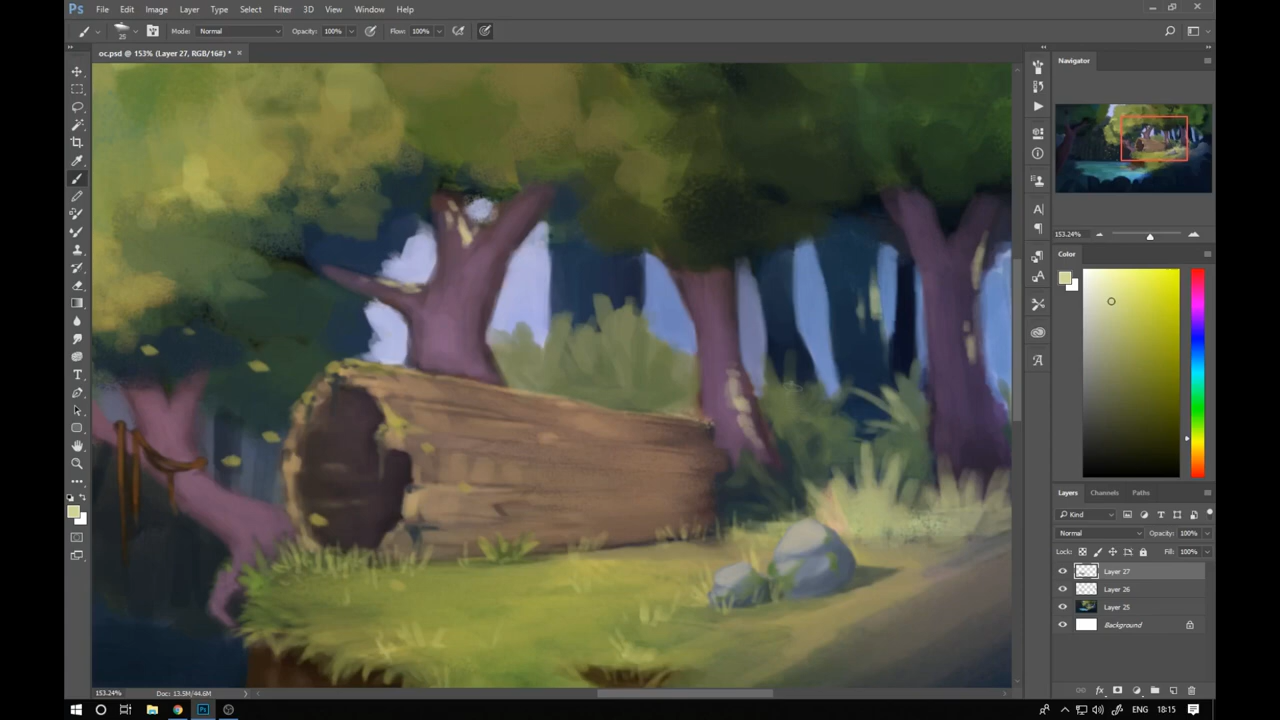 Ps File Edit Image Layer Type Select Filter 3D View Window Help
25 Mode: Normal Opacity: 100% Flow: 100%
oc.psd @ 153% (Layer 27, RGB/16#) *
Navigator
153.24%
Color
Layers Channels Paths
Kind
Normal Opacity: 100%
Lock: Fill: 100%
Layer 27
Layer 26
Layer 25
Background
153.24% Doc: 13.5M/44.6M
Ps ENG 18:15